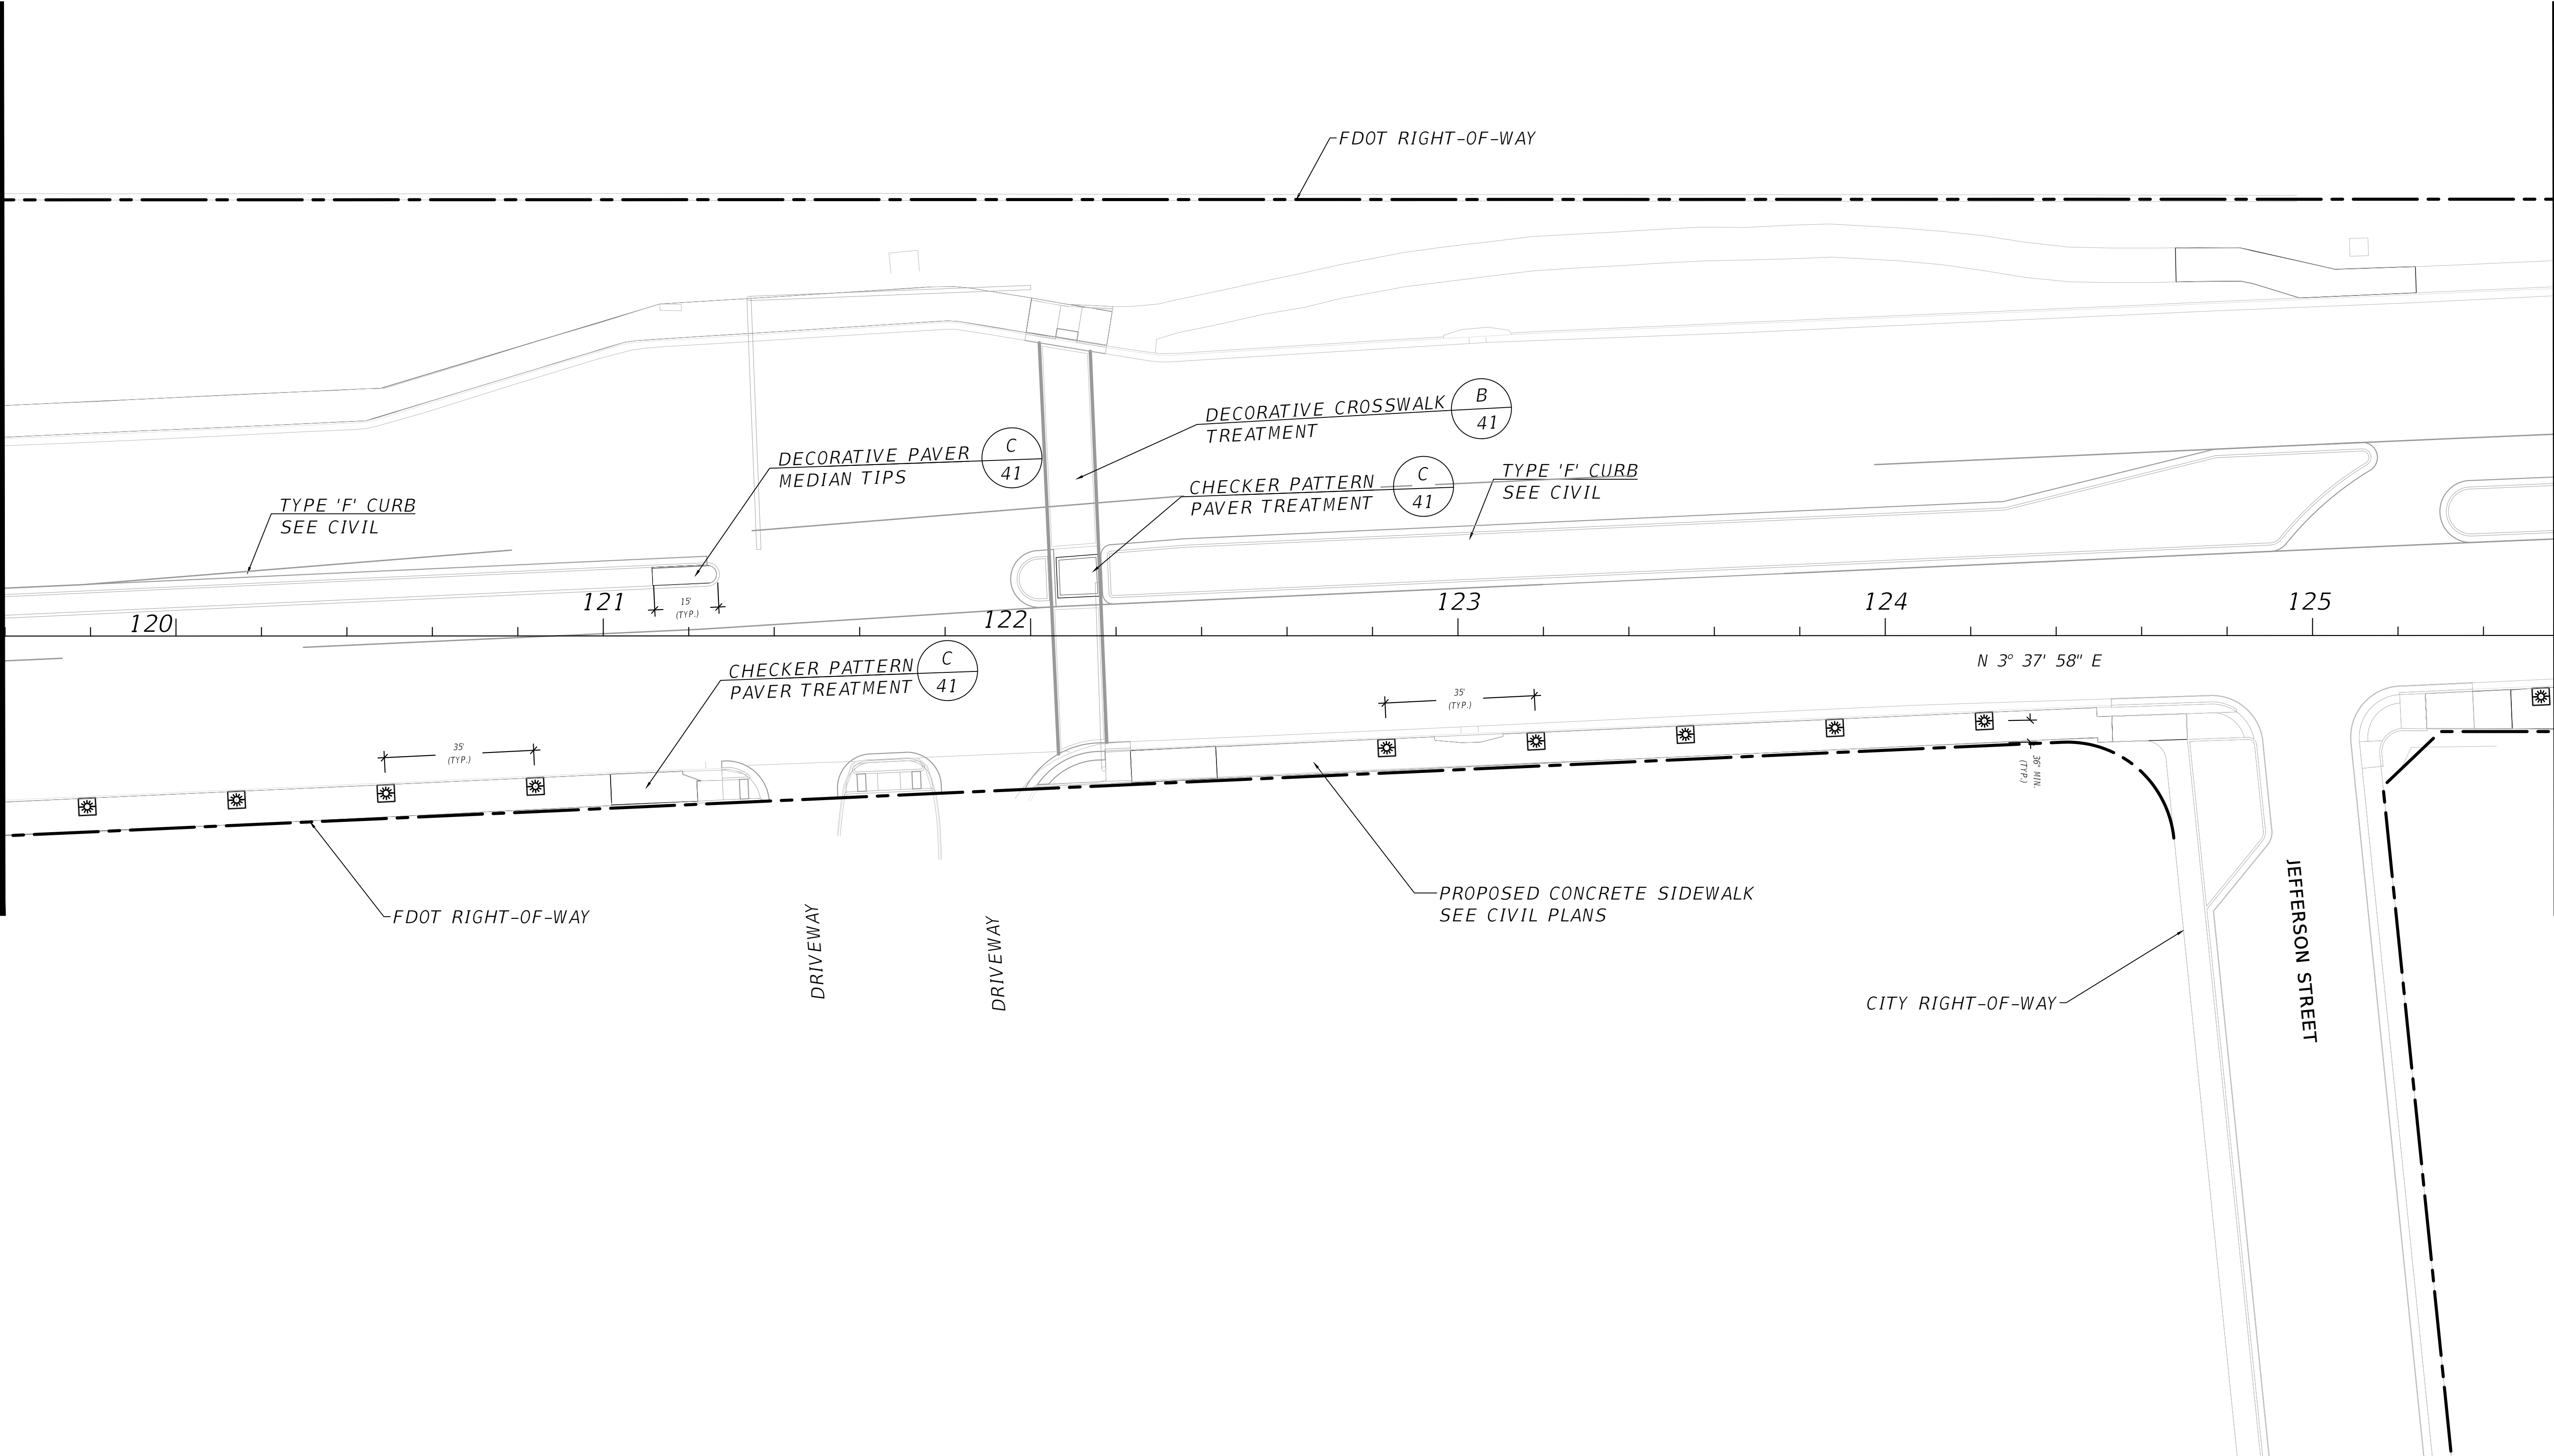 FDOT RIGHT-OF-WAY
DECORATIVE CROSSWALK
TREATMENT
B
41
DECORATIVE PAVER
MEDIAN TIPS
C
41
CHECKER PATTERN
PAVER TREATMENT
C
41
TYPE 'F' CURB
SEE CIVIL
TYPE 'F' CURB
SEE CIVIL
15'
(TYP.)
120
121
122
123
124
125
N 3° 37' 58" E
CHECKER PATTERN
PAVER TREATMENT
C
41
35'
(TYP.)
35'
(TYP.)
36" MIN.
(TYP.)
FDOT RIGHT-OF-WAY
DRIVEWAY
DRIVEWAY
PROPOSED CONCRETE SIDEWALK
SEE CIVIL PLANS
CITY RIGHT-OF-WAY
JEFFERSON STREET